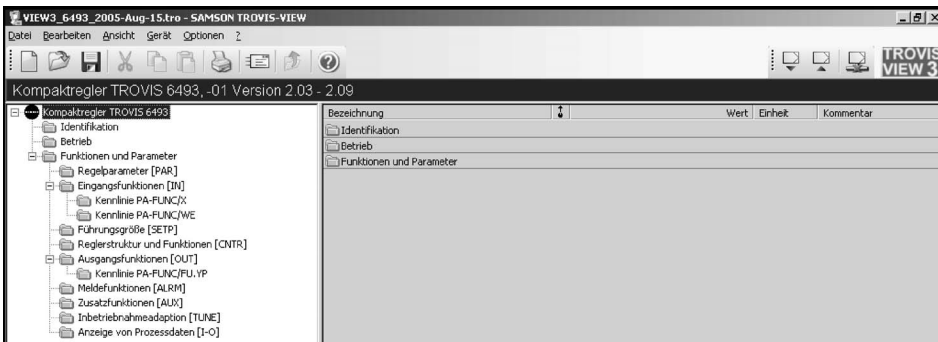 VIEW3_6493_2005-Aug-15.tro - SAMSON TROVIS-VIEW
Datei Bearbeiten Ansicht Gerät Optionen ?
TROVIS
VIEW 3
Kompaktregler TROVIS 6493, -01 Version 2.03 - 2.09
Kompaktregler TROVIS 6493
Identifikation
Betrieb
Funktionen und Parameter
Regelparameter [PAR]
Eingangsfunktionen [IN]
Kennlinie PA-FUNC/X
Kennlinie PA-FUNC/WE
Führungsgröße [SETP]
Reglerstruktur und Funktionen [CNTR]
Ausgangsfunktionen [OUT]
Kennlinie PA-FUNC/FU.YP
Meldefunktionen [ALRM]
Zusatzfunktionen [AUX]
Inbetriebnahmeadaption [TUNE]
Anzeige von Prozessdaten [I-O]
Bezeichnung Wert Einheit Kommentar
Identifikation
Betrieb
Funktionen und Parameter